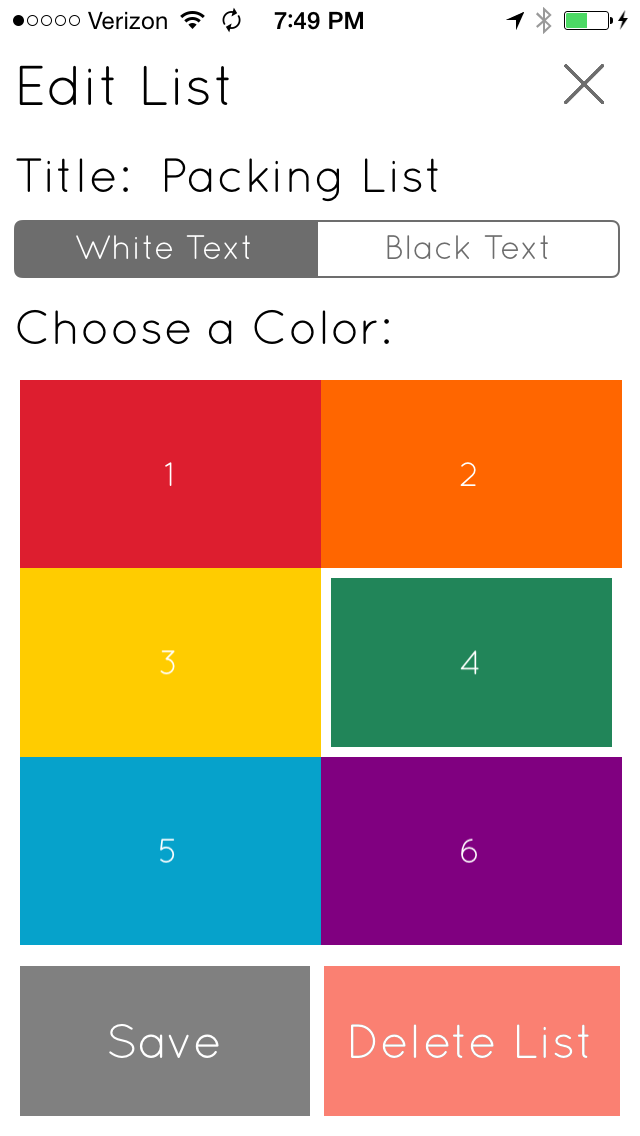 Verizon 7:49 PM
Edit List
Title: Packing List
White Text Black Text
Choose a Color:
1 2
3 4
5 6
Save Delete List